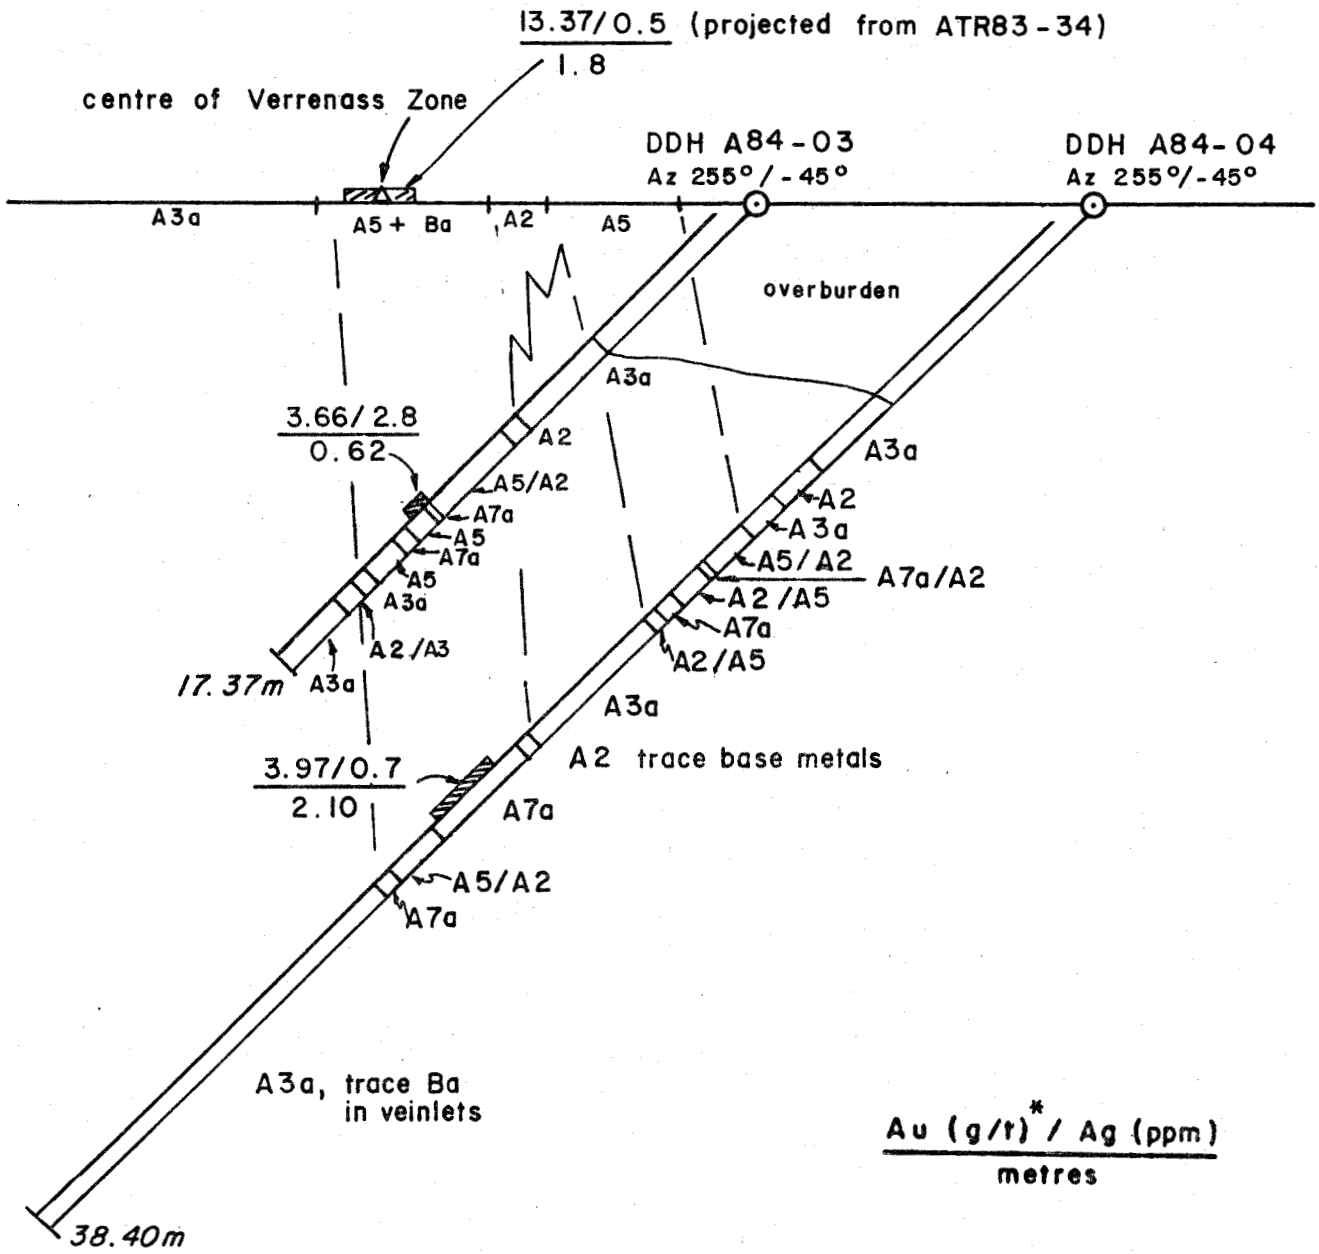 13.37/0.5 (projected from ATR83-34)
1.8
centre of Verrenass Zone
DDH A84-03
Az 255°/-45°
DDH A84-04
Az 255°/-45°
A3a
A5 + Ba
A2
A5
overburden
A3a
3.66/2.8
0.62
A2
A5/A2
A7a
A5
A7a
A5
A3a
A2/A3
A3a
17.37m
A3a
A2
A3a
A5/A2
A7a/A2
A2/A5
A7a
A2/A5
A3a
A2 trace base metals
3.97/0.7
2.10
A7a
A5/A2
A7a
A3a, trace Ba
in veinlets
Au (g/t)* / Ag (ppm)
metres
38.40m